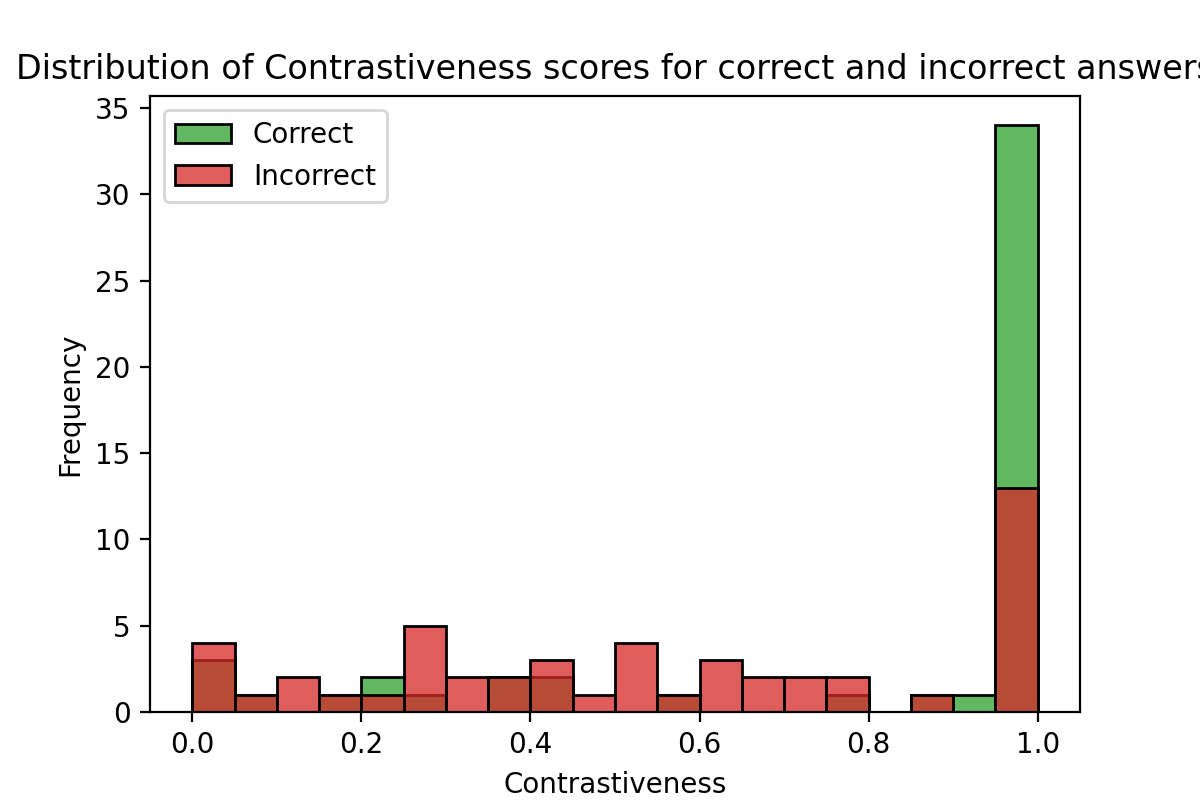 Distribution of Contrastiveness scores for correct and incorrect answers
Correct
Incorrect
Frequency
35
30
25
20
15
10
5
0
0.0 0.2 0.4 0.6 0.8 1.0
Contrastiveness